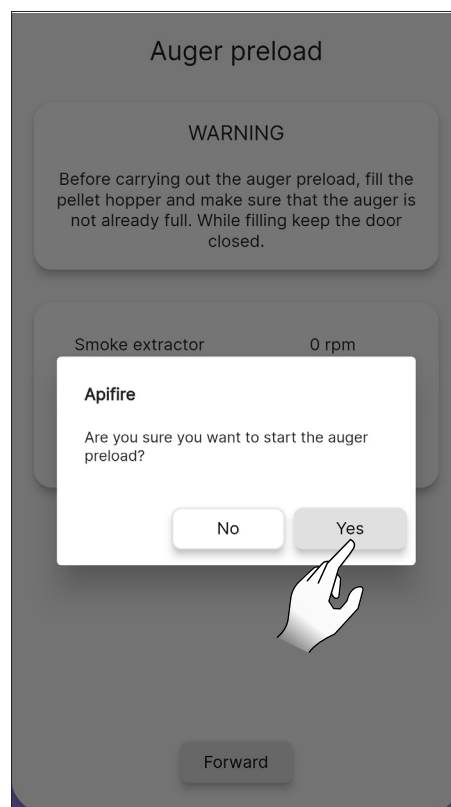 Auger preload
WARNING
Before carrying out the auger preload, fill the
pellet hopper and make sure that the auger is
not already full. While filling keep the door
closed.
Smoke extractor 0 rpm
Apifire
Are you sure you want to start the auger
preload?
No Yes
Forward